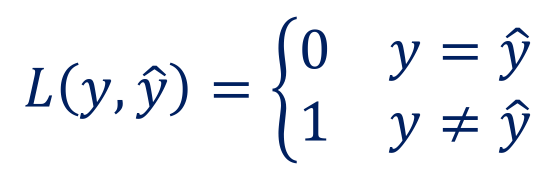 L(y, ŷ) = { 0 y = ŷ
1 y ≠ ŷ